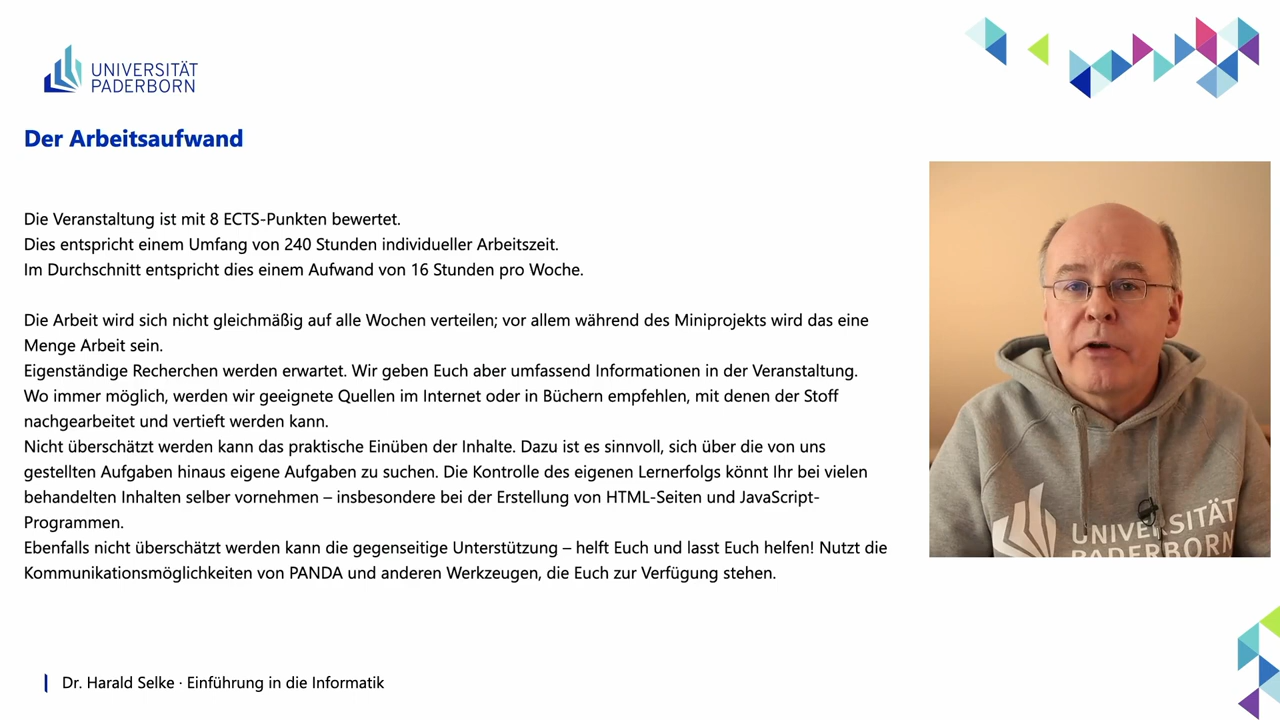 UNIVERSITÄT
PADERBORN
Der Arbeitsaufwand
Die Veranstaltung ist mit 8 ECTS-Punkten bewertet.
Dies entspricht einem Umfang von 240 Stunden individueller Arbeitszeit.
Im Durchschnitt entspricht dies einem Aufwand von 16 Stunden pro Woche.
Die Arbeit wird sich nicht gleichmäßig auf alle Wochen verteilen; vor allem während des Miniprojekts wird das eine
Menge Arbeit sein.
Eigenständige Recherchen werden erwartet. Wir geben Euch aber umfassend Informationen in der Veranstaltung.
Wo immer möglich, werden wir geeignete Quellen im Internet oder in Büchern empfehlen, mit denen der Stoff
nachgearbeitet und vertieft werden kann.
Nicht überschätzt werden kann das praktische Einüben der Inhalte. Dazu ist es sinnvoll, sich über die von uns
gestellten Aufgaben hinaus eigene Aufgaben zu suchen. Die Kontrolle des eigenen Lernerfolgs könnt Ihr bei vielen
behandelten Inhalten selber vornehmen – insbesondere bei der Erstellung von HTML-Seiten und JavaScript-
Programmen.
Ebenfalls nicht überschätzt werden kann die gegenseitige Unterstützung – helft Euch und lasst Euch helfen! Nutzt die
Kommunikationsmöglichkeiten von PANDA und anderen Werkzeugen, die Euch zur Verfügung stehen.
UNIVERSITÄT
PADERBORN
Dr. Harald Selke · Einführung in die Informatik